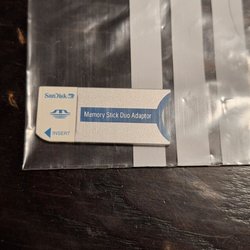 SanDisk
Memory Stick Duo Adaptor
INSERT